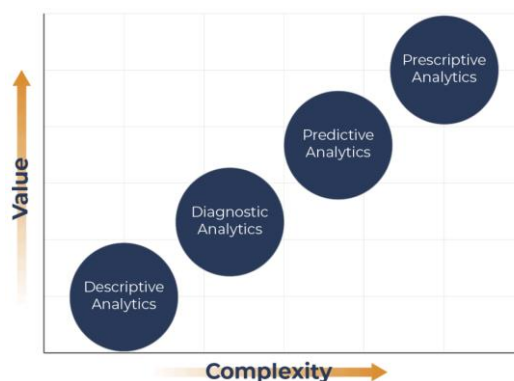 Prescriptive
Analytics
Predictive
Analytics
Diagnostic
Analytics
Descriptive
Analytics
Value
Complexity